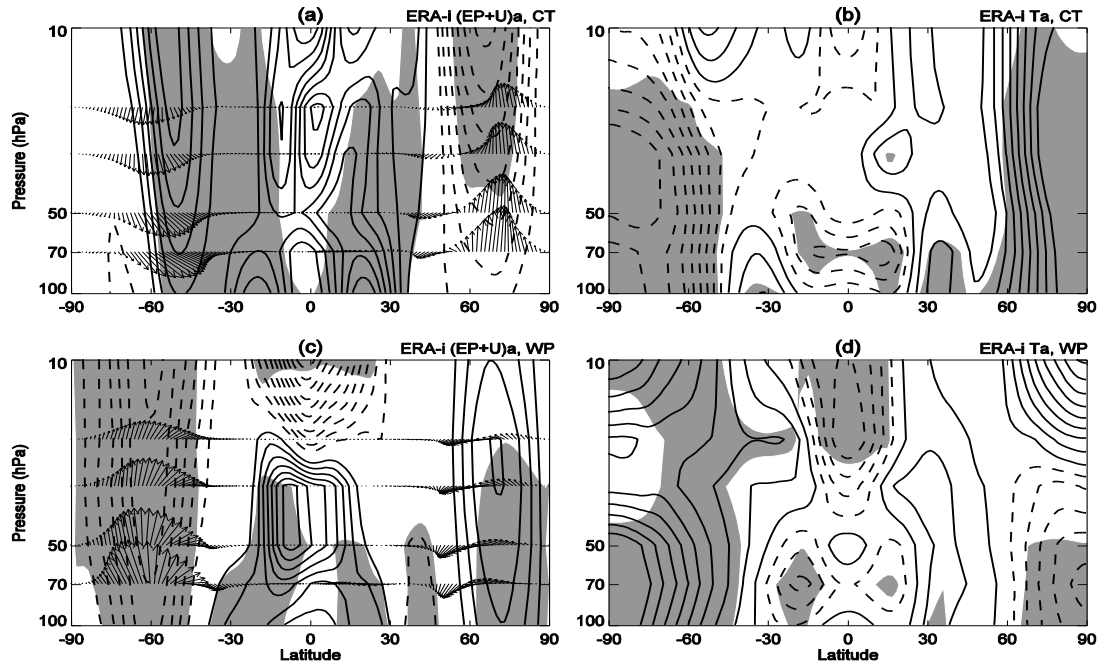 (a) ERA-I (EP+U)a, CT
(b) ERA-i Ta, CT
Pressure (hPa)
10
50
70
100
-90 -60 -30 0 30 60 90
10
50
70
100
-90 -60 -30 0 30 60 90
(c) ERA-i (EP+U)a, WP
(d) ERA-i Ta, WP
Pressure (hPa)
10
50
70
100
-90 -60 -30 0 30 60 90
Latitude
10
50
70
100
-90 -60 -30 0 30 60 90
Latitude